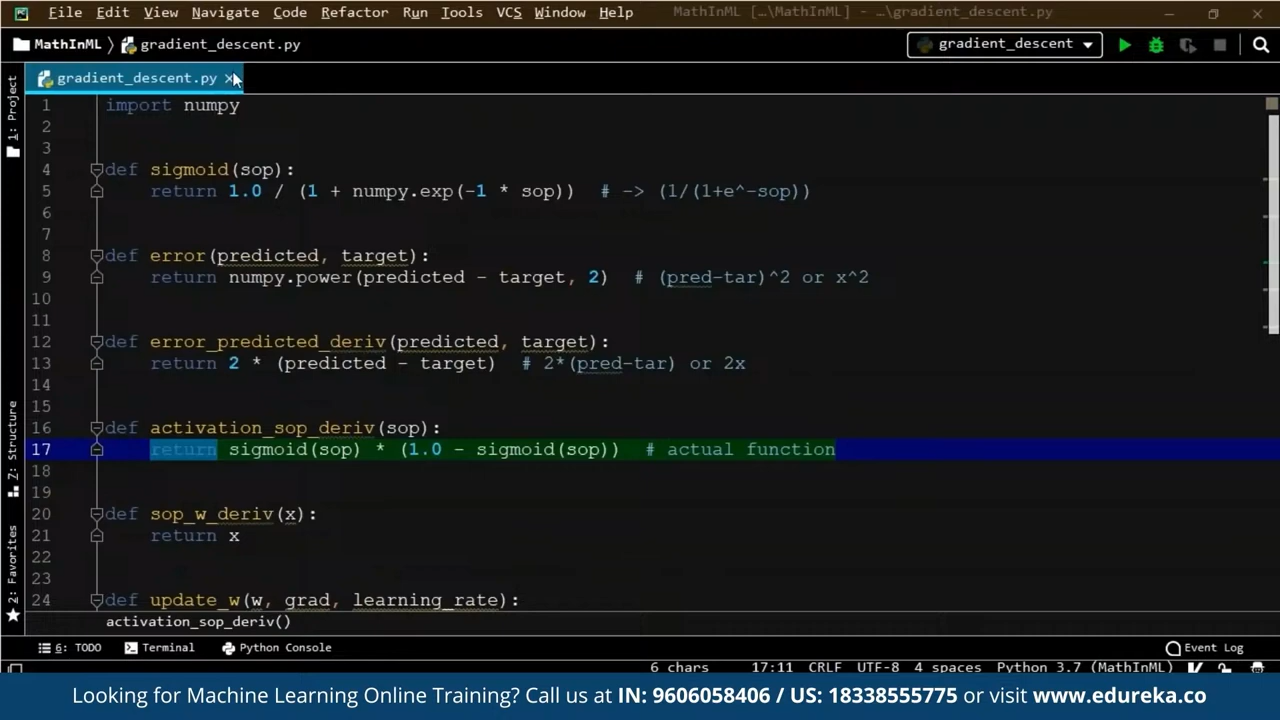 File Edit View Navigate Code Refactor Run Tools VCS Window Help MathInML [...\MathInML] - ...\gradient_descent.py
MathInML gradient_descent.py gradient_descent
gradient_descent.py
1: Project
1 import numpy
2
3
4 def sigmoid(sop):
5 return 1.0 / (1 + numpy.exp(-1 * sop)) # -> (1/(1+e^-sop))
6
7
8 def error(predicted, target):
9 return numpy.power(predicted - target, 2) # (pred-tar)^2 or x^2
10
11
12 def error_predicted_deriv(predicted, target):
13 return 2 * (predicted - target) # 2*(pred-tar) or 2x
14
15
16 def activation_sop_deriv(sop):
17 return sigmoid(sop) * (1.0 - sigmoid(sop)) # actual function
18
19
20 def sop_w_deriv(x):
21 return x
22
23
24 def update_w(w, grad, learning_rate):
activation_sop_deriv()
Z: Structure
2: Favorites
6: TODO Terminal Python Console Event Log
6 chars 17:11 CRLF UTF-8 4 spaces Python 3.7 (MathInML)
Looking for Machine Learning Online Training? Call us at IN: 9606058406 / US: 18338555775 or visit www.edureka.co